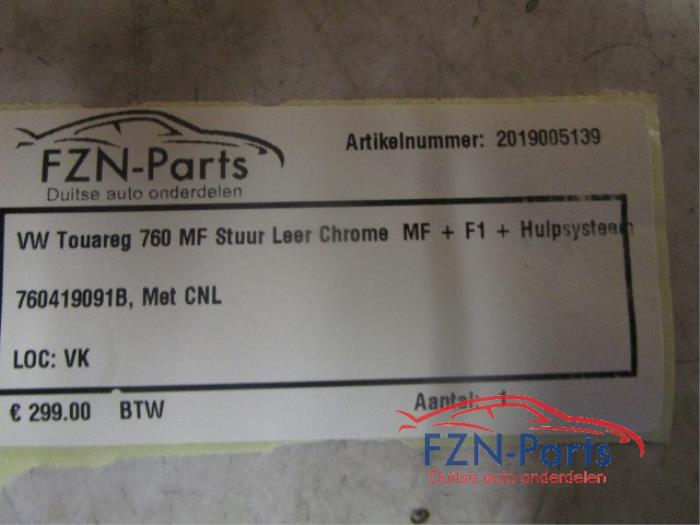 FZN-Parts
Duitse auto onderdelen
Artikelnummer: 2019005139
VW Touareg 760 MF Stuur Leer Chrome MF + F1 + Hulpsysteem
760419091B, Met CNL
LOC: VK
€ 299.00 BTW
Aantal: 1
FZN-Parts
Duitse auto onderdelen